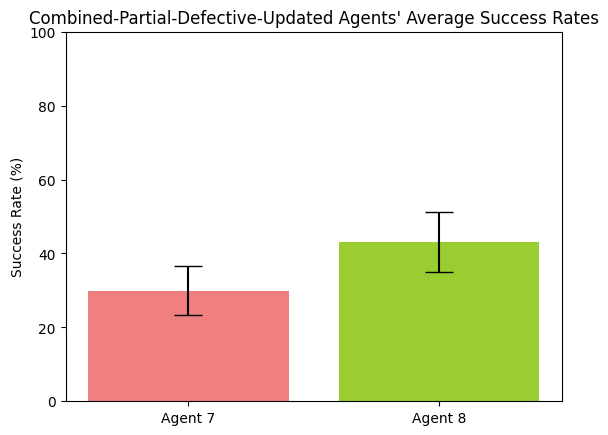 Combined-Partial-Defective-Updated Agents' Average Success Rates
Success Rate (%)
100
80
60
40
20
0
Agent 7
Agent 8